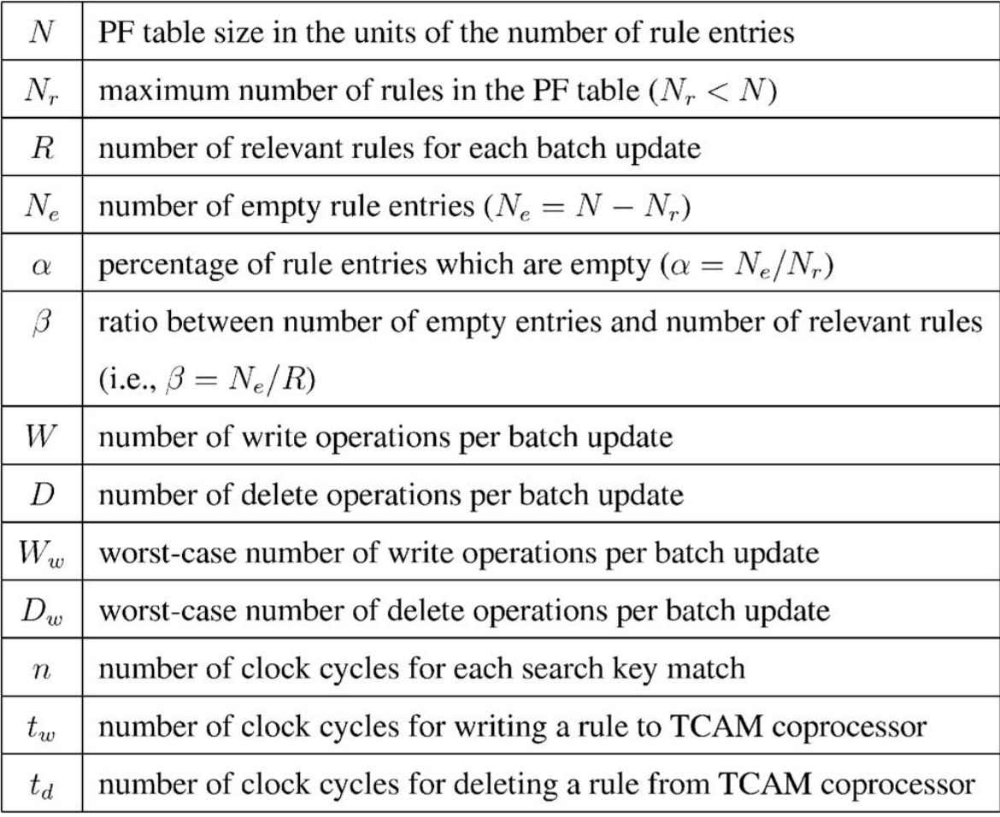 N PF table size in the units of the number of rule entries
N_r maximum number of rules in the PF table (N_r < N)
R number of relevant rules for each batch update
N_e number of empty rule entries (N_e = N − N_r)
α percentage of rule entries which are empty (α = N_e/N_r)
β ratio between number of empty entries and number of relevant rules
(i.e., β = N_e/R)
W number of write operations per batch update
D number of delete operations per batch update
W_w worst-case number of write operations per batch update
D_w worst-case number of delete operations per batch update
n number of clock cycles for each search key match
t_w number of clock cycles for writing a rule to TCAM coprocessor
t_d number of clock cycles for deleting a rule from TCAM coprocessor